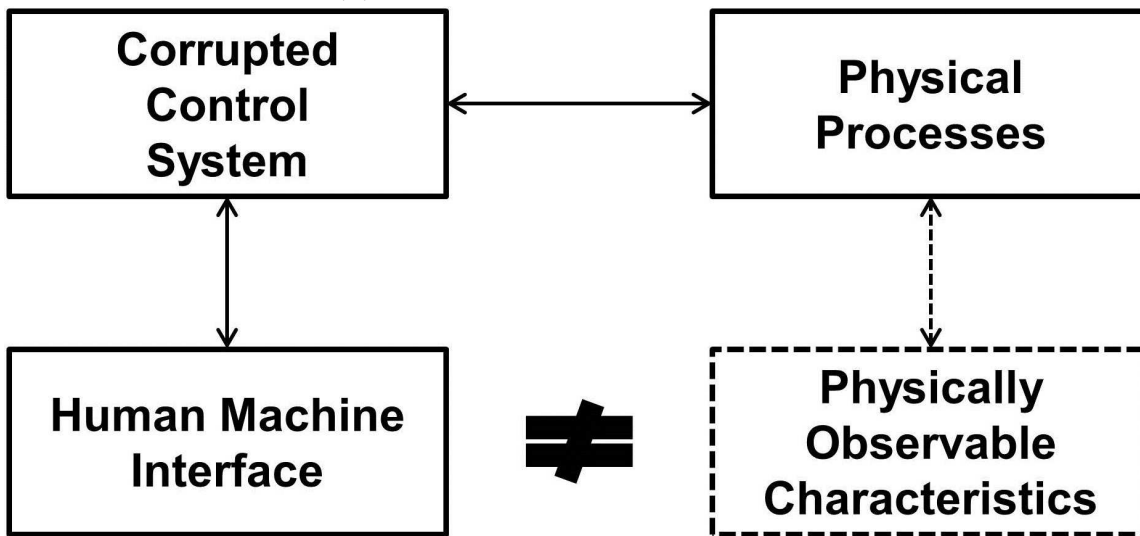 Corrupted
Control
System
Physical
Processes
Human Machine
Interface
≠
Physically
Observable
Characteristics